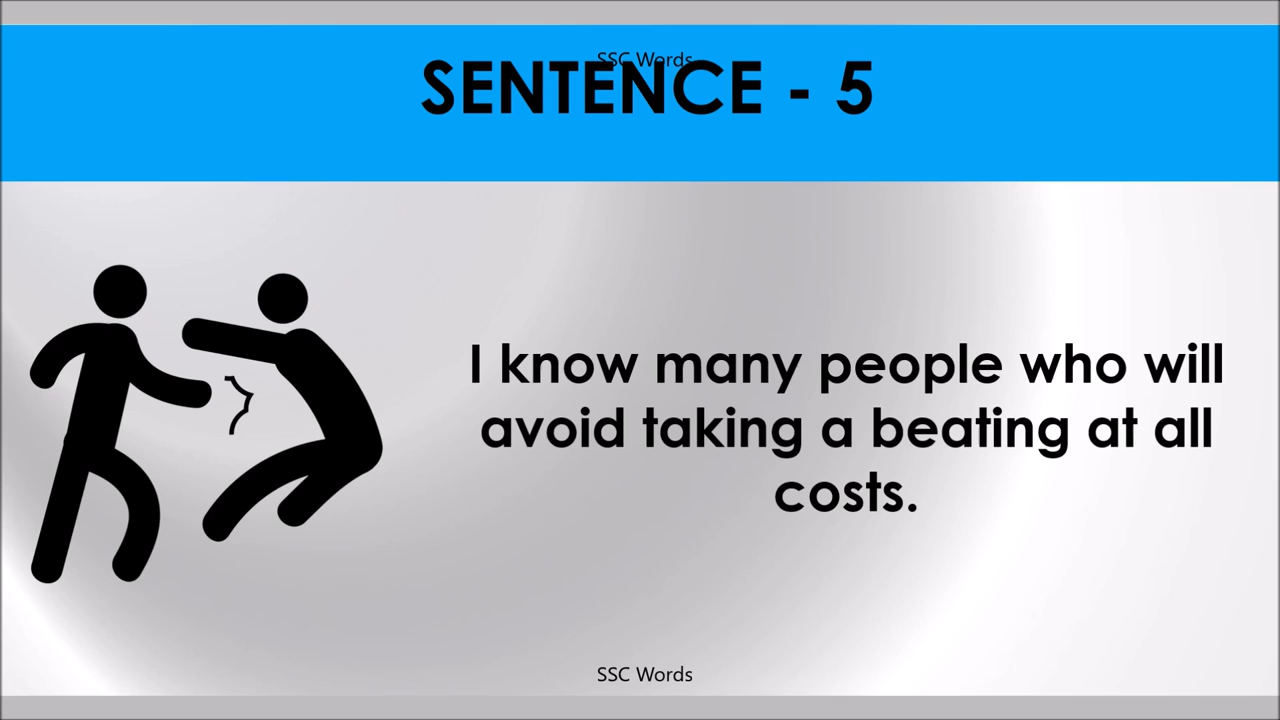 SSC Words
SENTENCE - 5
I know many people who will
avoid taking a beating at all
costs.
SSC Words